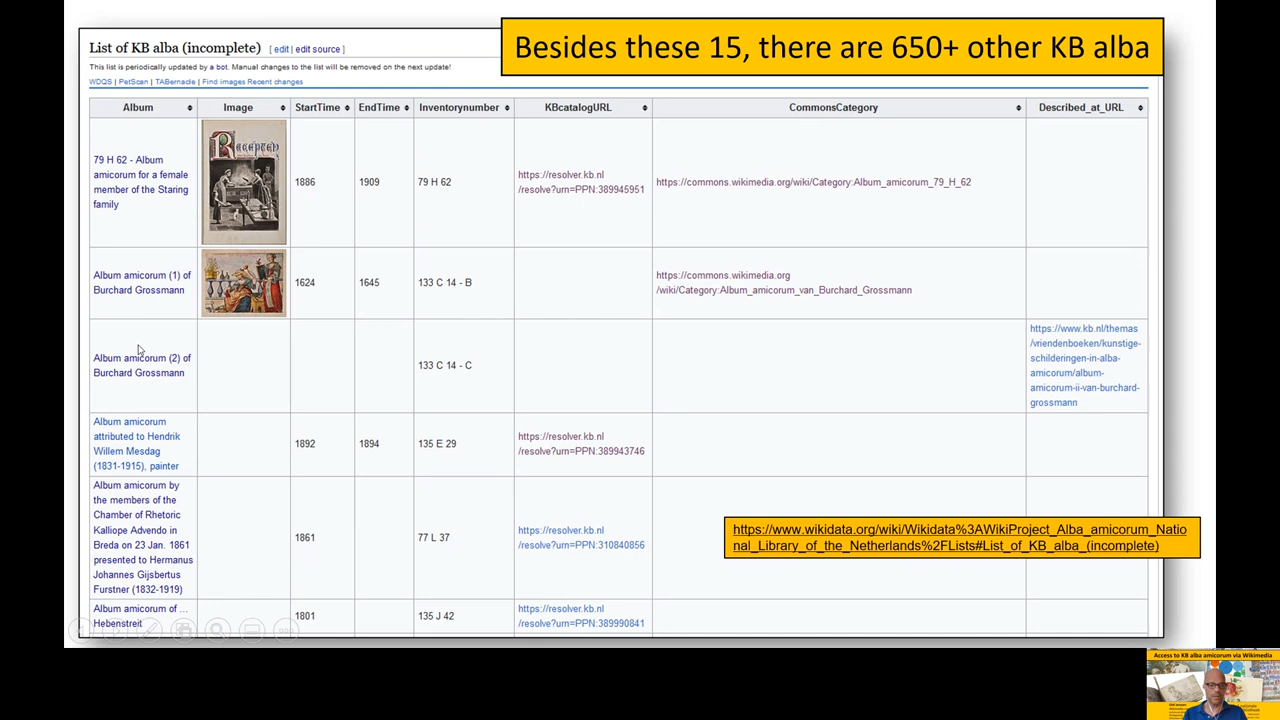 Besides these 15, there are 650+ other KB alba
List of KB alba (incomplete) [ edit | edit source ]
This list is periodically updated by a bot. Manual changes to the list will be removed on the next update!
WDQS | PetScan | TABernacle | Find images Recent changes
Album Image StartTime EndTime Inventorynumber KBcatalogURL CommonsCategory Described_at_URL
79 H 62 - Album
amicorum for a female
member of the Staring
family
Recepten
1886 1909 79 H 62
https://resolver.kb.nl
/resolve?urn=PPN:389945951
https://commons.wikimedia.org/wiki/Category:Album_amicorum_79_H_62
Album amicorum (1) of
Burchard Grossmann
1624 1645 133 C 14 - B
https://commons.wikimedia.org
/wiki/Category:Album_amicorum_van_Burchard_Grossmann
Album amicorum (2) of
Burchard Grossmann
133 C 14 - C
https://www.kb.nl/themas
/vriendenboeken/kunstige-
schilderingen-in-alba-
amicorum/album-
amicorum-ii-van-burchard-
grossmann
Album amicorum
attributed to Hendrik
Willem Mesdag
(1831-1915), painter
1892 1894 135 E 29
https://resolver.kb.nl
/resolve?urn=PPN:389943746
Album amicorum by
the members of the
Chamber of Rhetoric
Kalliope Advendo in
Breda on 23 Jan. 1861
presented to Hermanus
Johannes Gijsbertus
Furstner (1832-1919)
1861 77 L 37
https://resolver.kb.nl
/resolve?urn=PPN:310840856
https://www.wikidata.org/wiki/Wikidata%3AWikiProject_Alba_amicorum_Natio
nal_Library_of_the_Netherlands%2FLists#List_of_KB_alba_(incomplete)
Album amicorum of ...
Hebenstreit
1801 135 J 42
https://resolver.kb.nl
/resolve?urn=PPN:389990841
Access to KB alba amicorum via Wikimedia